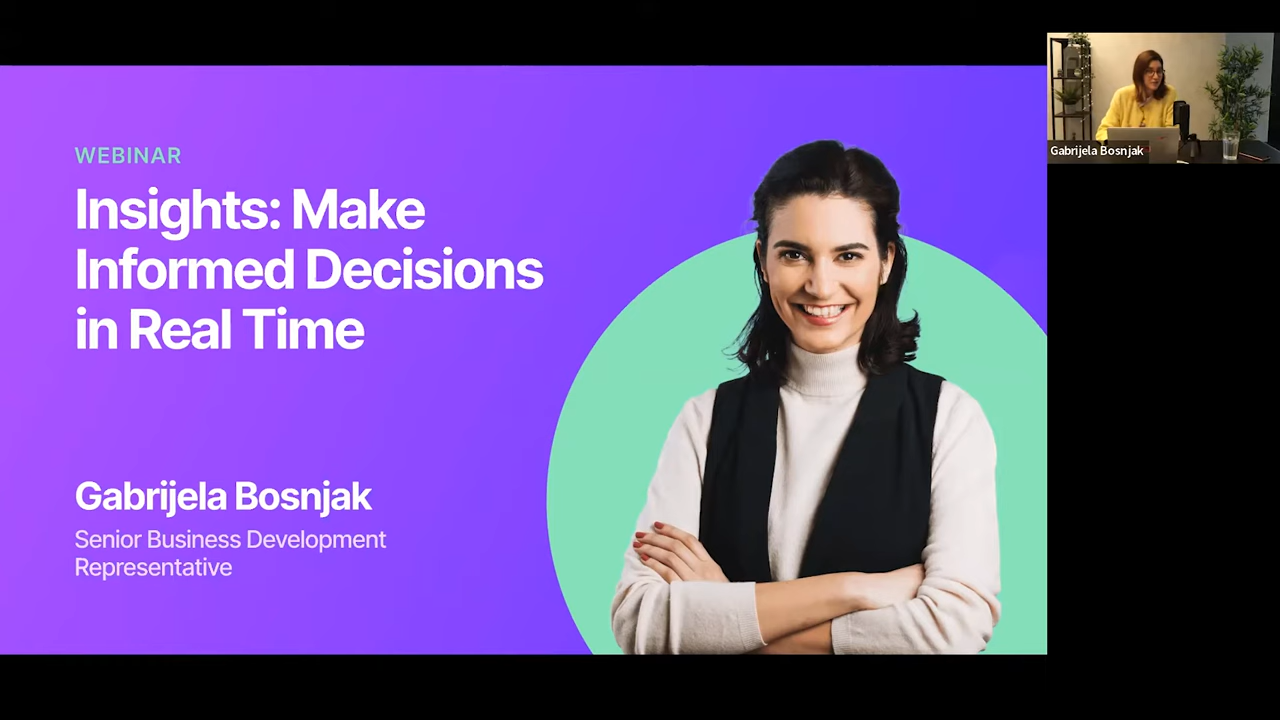 WEBINAR
Insights: Make
Informed Decisions
in Real Time
Gabrijela Bosnjak
Senior Business Development
Representative
Gabrijela Bosnjak